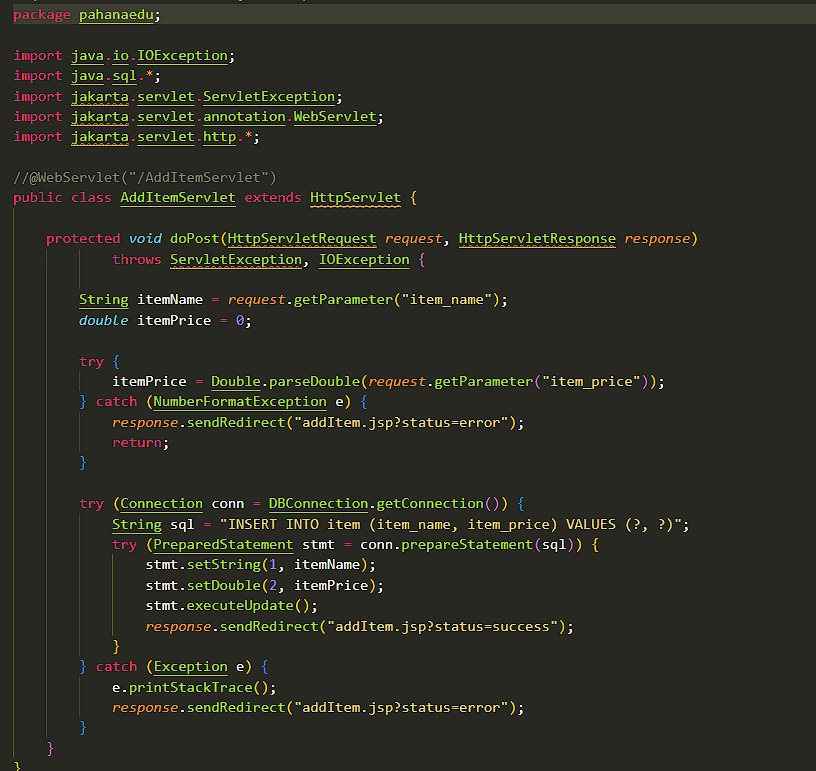 package pahanaedu;

import java.io.IOException;
import java.sql.*;
import jakarta.servlet.ServletException;
import jakarta.servlet.annotation.WebServlet;
import jakarta.servlet.http.*;

//@WebServlet("/AddItemServlet")
public class AddItemServlet extends HttpServlet {

    protected void doPost(HttpServletRequest request, HttpServletResponse response)
            throws ServletException, IOException {

        String itemName = request.getParameter("item_name");
        double itemPrice = 0;

        try {
            itemPrice = Double.parseDouble(request.getParameter("item_price"));
        } catch (NumberFormatException e) {
            response.sendRedirect("addItem.jsp?status=error");
            return;
        }

        try (Connection conn = DBConnection.getConnection()) {
            String sql = "INSERT INTO item (item_name, item_price) VALUES (?, ?)";
            try (PreparedStatement stmt = conn.prepareStatement(sql)) {
                stmt.setString(1, itemName);
                stmt.setDouble(2, itemPrice);
                stmt.executeUpdate();
                response.sendRedirect("addItem.jsp?status=success");
            }
        } catch (Exception e) {
            e.printStackTrace();
            response.sendRedirect("addItem.jsp?status=error");
        }
    }
}